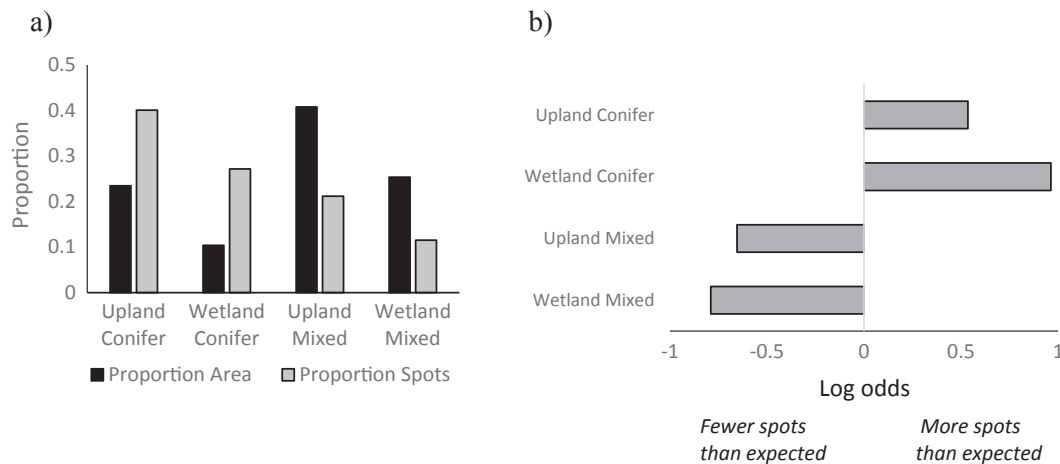 a)
0.5
0.4
0.3
0.2
0.1
0
Proportion
Upland Conifer
Wetland Conifer
Upland Mixed
Wetland Mixed
Proportion Area
Proportion Spots
b)
Upland Conifer
Wetland Conifer
Upland Mixed
Wetland Mixed
-1 -0.5 0 0.5 1
Log odds
Fewer spots
than expected
More spots
than expected